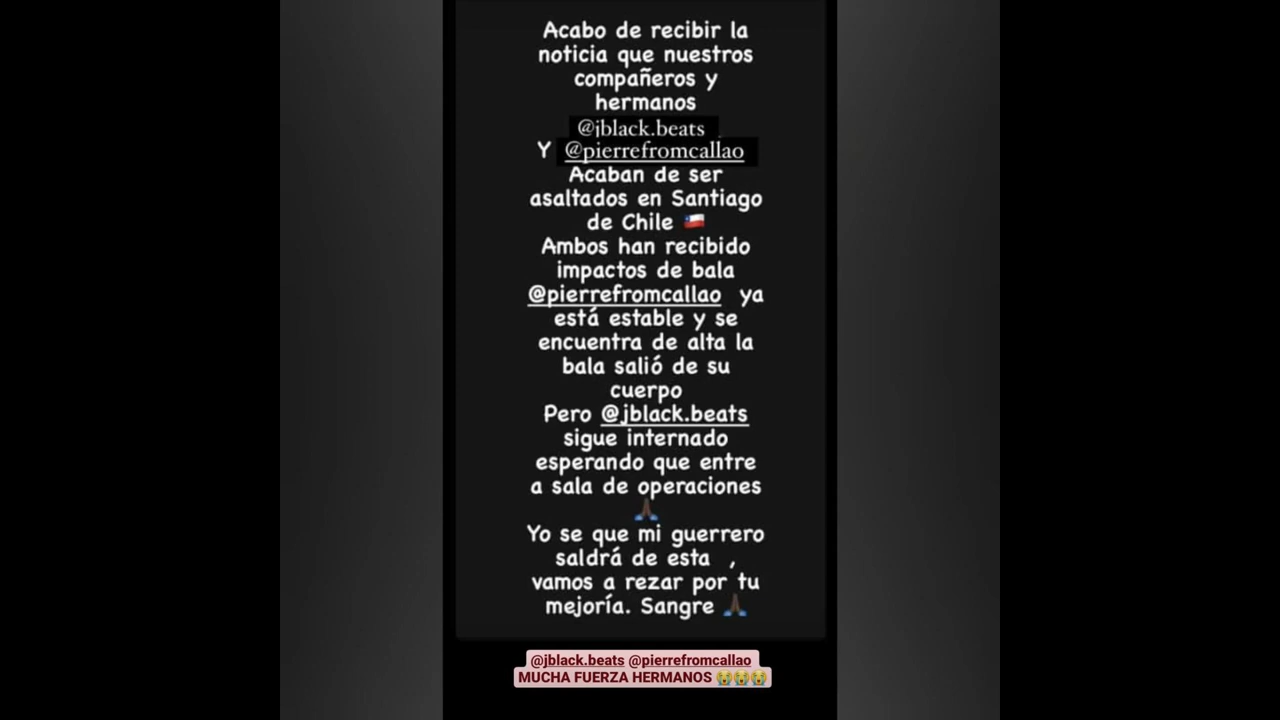 Acabo de recibir la
noticia que nuestros
compañeros y
hermanos
@jblack.beats
Y @pierrefromcallao
Acaban de ser
asaltados en Santiago
de Chile 🇨🇱
Ambos han recibido
impactos de bala
@pierrefromcallao ya
está estable y se
encuentra de alta la
bala salió de su
cuerpo
Pero @jblack.beats
sigue internado
esperando que entre
a sala de operaciones
🙏🏿
Yo se que mi guerrero
saldrá de esta ,
vamos a rezar por tu
mejoría. Sangre 🙏🏿
@jblack.beats @pierrefromcallao
MUCHA FUERZA HERMANOS 😭😭😭